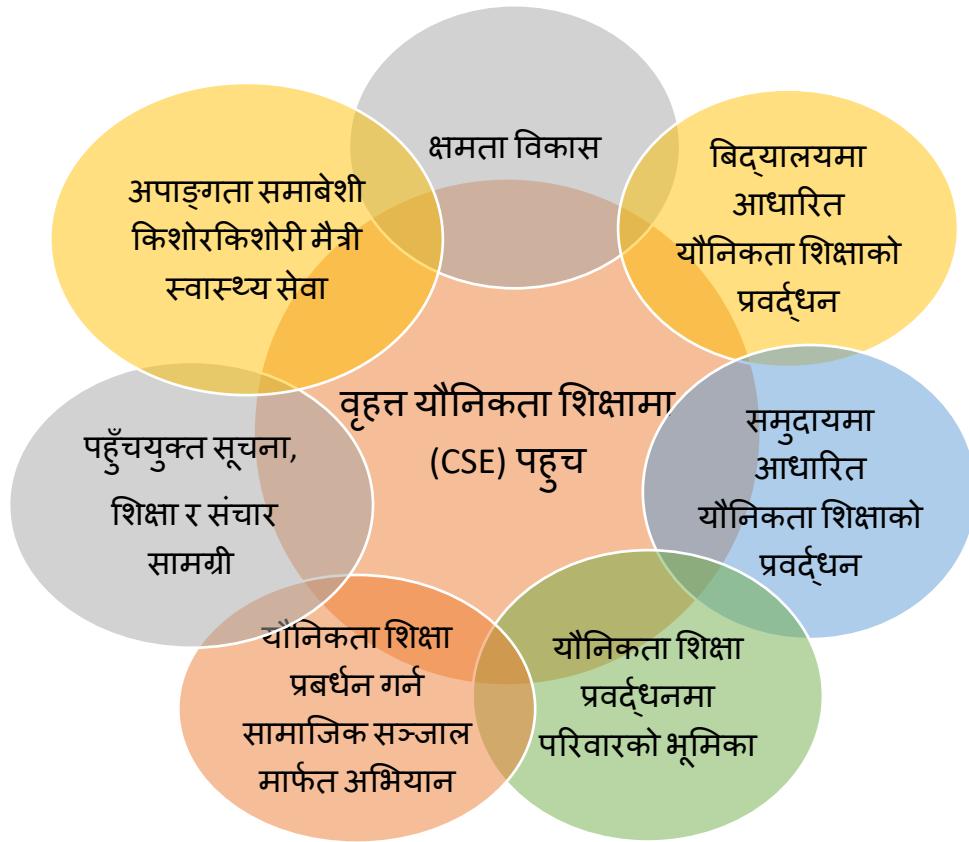 क्षमता विकास
बिद्यालयमा
आधारित
यौनिकता शिक्षाको
प्रवर्द्धन
समुदायमा
आधारित
यौनिकता शिक्षाको
प्रवर्द्धन
यौनिकता शिक्षा
प्रवर्द्धनमा
परिवारको भूमिका
यौनिकता शिक्षा
प्रबर्धन गर्न
सामाजिक सञ्जाल
मार्फत अभियान
पहुँचयुक्त सूचना,
शिक्षा र संचार
सामग्री
अपाङ्गता समाबेशी
किशोरकिशोरी मैत्री
स्वास्थ्य सेवा
वृहत्त यौनिकता शिक्षामा
(CSE) पहुच